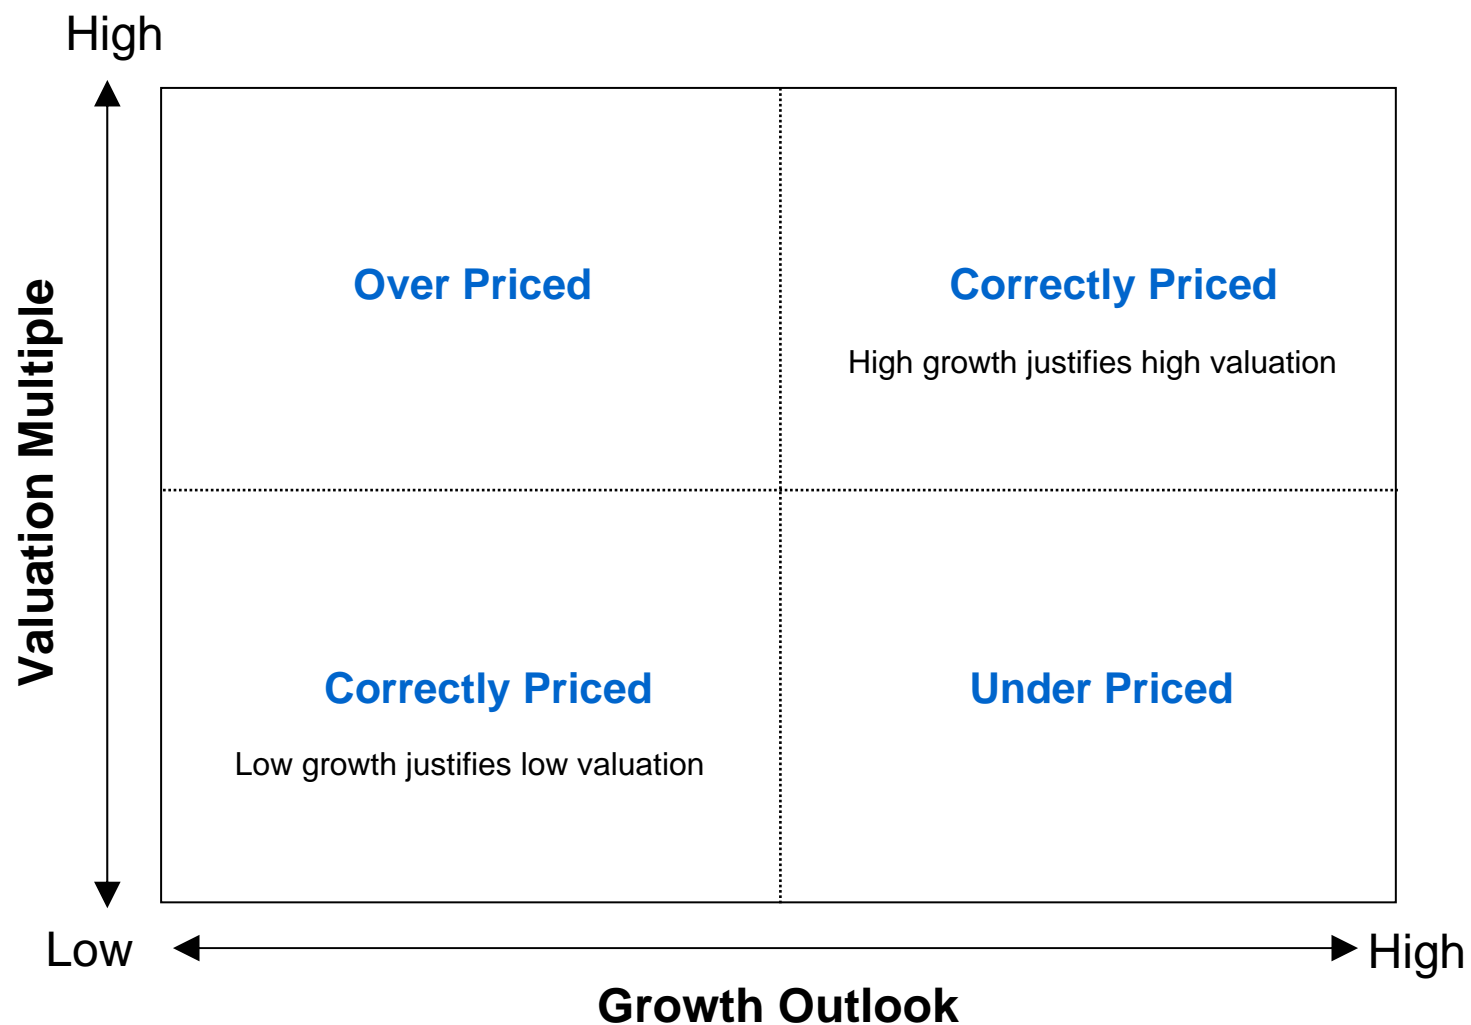 High
Valuation Multiple
Over Priced
Correctly Priced
High growth justifies high valuation
Correctly Priced
Low growth justifies low valuation
Under Priced
Low
High
Growth Outlook